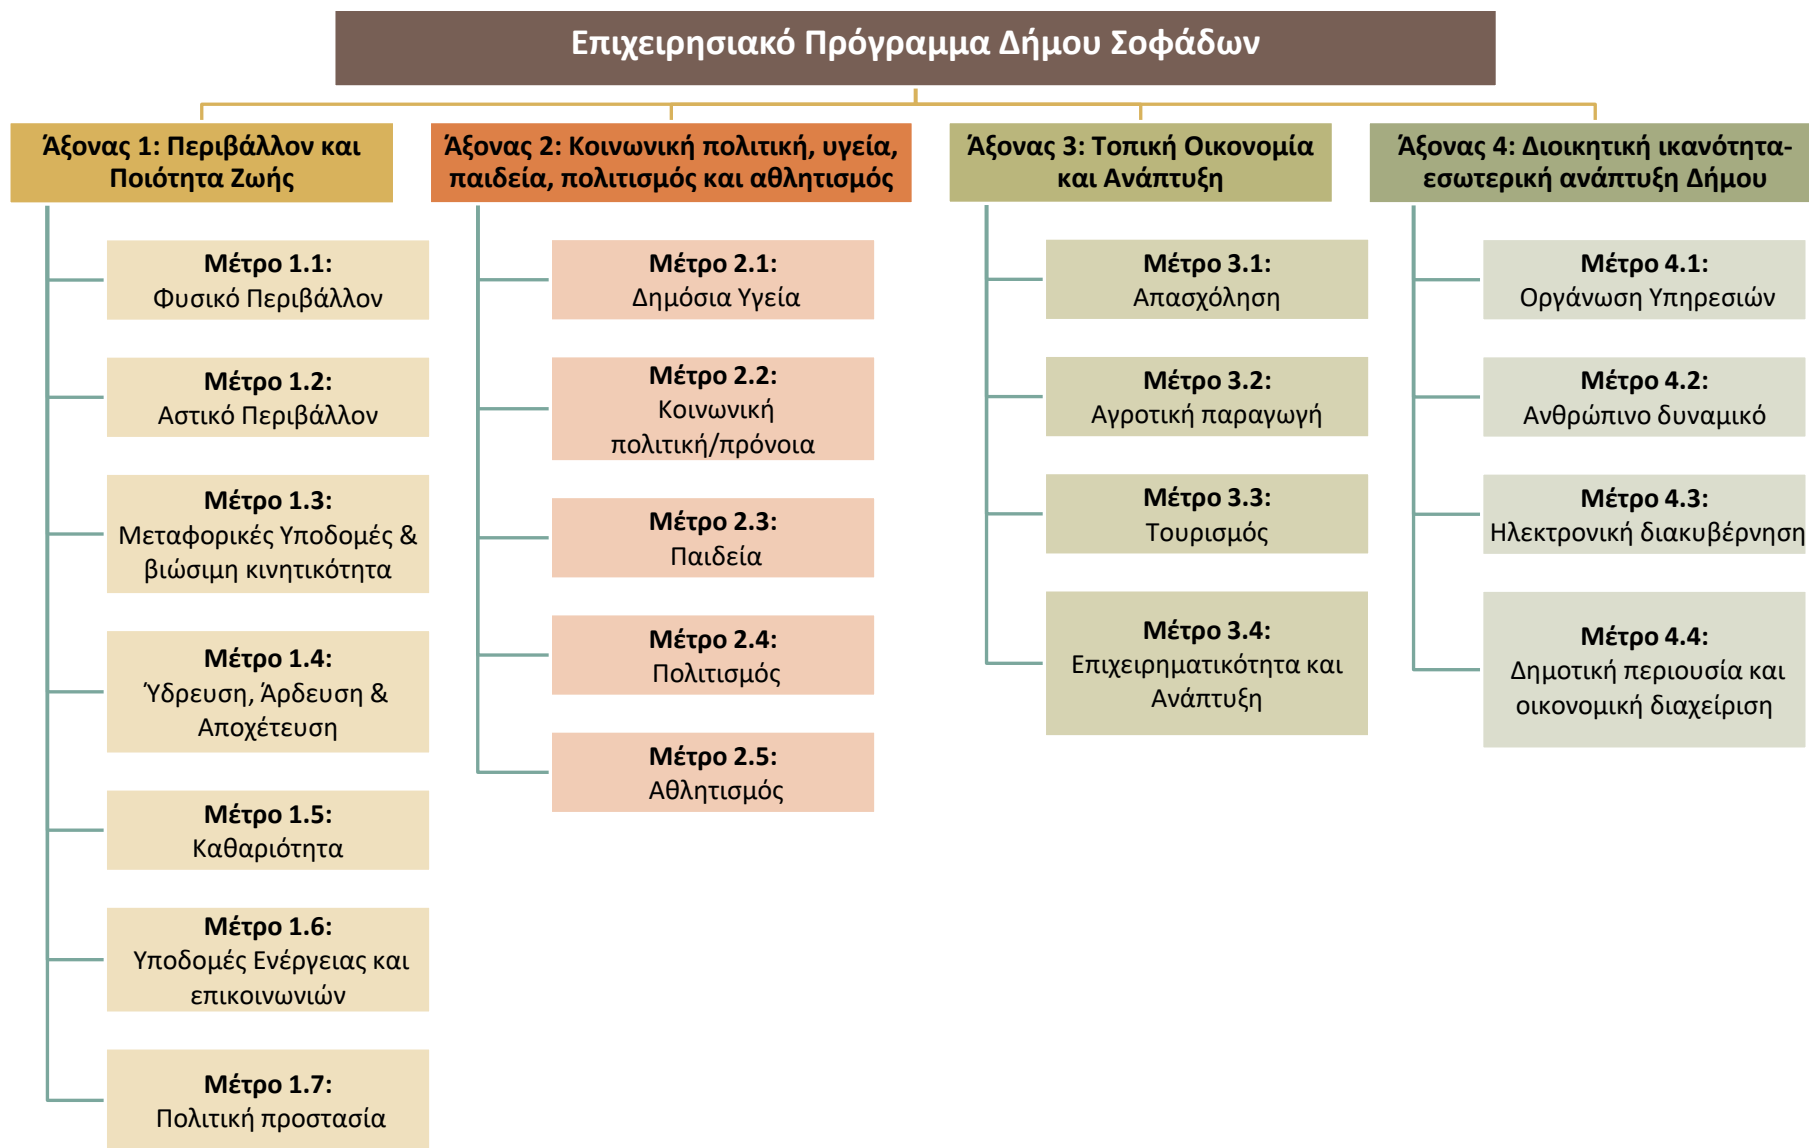 Επιχειρησιακό Πρόγραμμα Δήμου Σοφάδων
Άξονας 1: Περιβάλλον και
Ποιότητα Ζωής
Μέτρο 1.1:
Φυσικό Περιβάλλον
Μέτρο 1.2:
Αστικό Περιβάλλον
Μέτρο 1.3:
Μεταφορικές Υποδομές &
βιώσιμη κινητικότητα
Μέτρο 1.4:
Ύδρευση, Άρδευση &
Αποχέτευση
Μέτρο 1.5:
Καθαριότητα
Μέτρο 1.6:
Υποδομές Ενέργειας και
επικοινωνιών
Μέτρο 1.7:
Πολιτική προστασία
Άξονας 2: Κοινωνική πολιτική, υγεία,
παιδεία, πολιτισμός και αθλητισμός
Μέτρο 2.1:
Δημόσια Υγεία
Μέτρο 2.2:
Κοινωνική
πολιτική/πρόνοια
Μέτρο 2.3:
Παιδεία
Μέτρο 2.4:
Πολιτισμός
Μέτρο 2.5:
Αθλητισμός
Άξονας 3: Τοπική Οικονομία
και Ανάπτυξη
Μέτρο 3.1:
Απασχόληση
Μέτρο 3.2:
Αγροτική παραγωγή
Μέτρο 3.3:
Τουρισμός
Μέτρο 3.4:
Επιχειρηματικότητα και
Ανάπτυξη
Άξονας 4: Διοικητική ικανότητα-
εσωτερική ανάπτυξη Δήμου
Μέτρο 4.1:
Οργάνωση Υπηρεσιών
Μέτρο 4.2:
Ανθρώπινο δυναμικό
Μέτρο 4.3:
Ηλεκτρονική διακυβέρνηση
Μέτρο 4.4:
Δημοτική περιουσία και
οικονομική διαχείριση